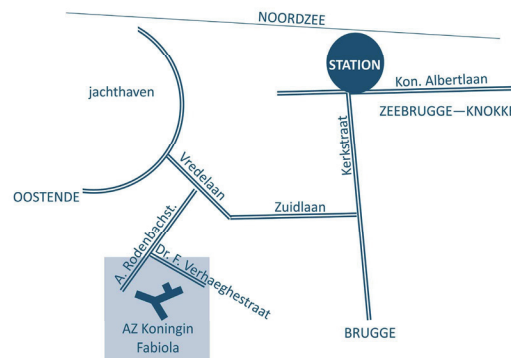 NOORDZEE
STATION
Kon. Albertlaan
jachthaven
ZEEBRUGGE—KNOKKE
Kerkstraat
Vredelaan
OOSTENDE
Zuidlaan
A. Rodenbachst.
Dr. F. Verhaeghestraat
AZ Koningin
Fabiola
BRUGGE